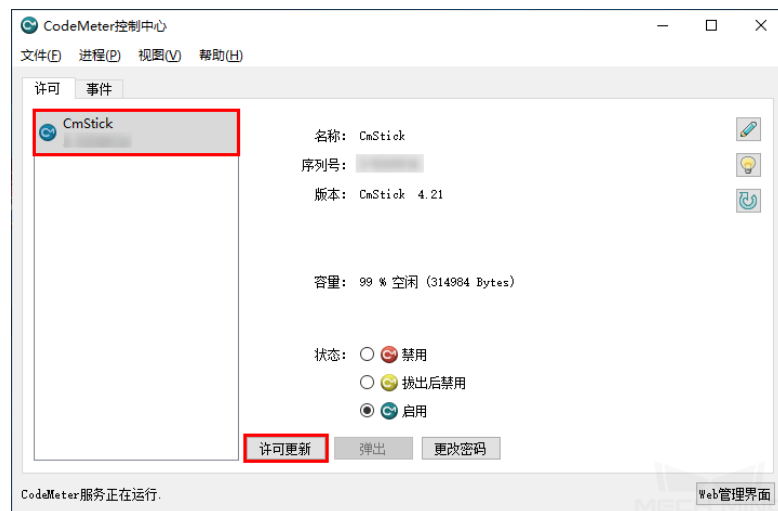 CodeMeter控制中心
文件(F) 进程(P) 视图(V) 帮助(H)
许可 事件
CmStick
名称: CmStick
序列号:
版本: CmStick 4.21
容量: 99 % 空闲 (314984 Bytes)
状态: 禁用
拔出后禁用
启用
许可更新 弹出 更改密码
CodeMeter服务正在运行.
Web管理界面
MECH MIND